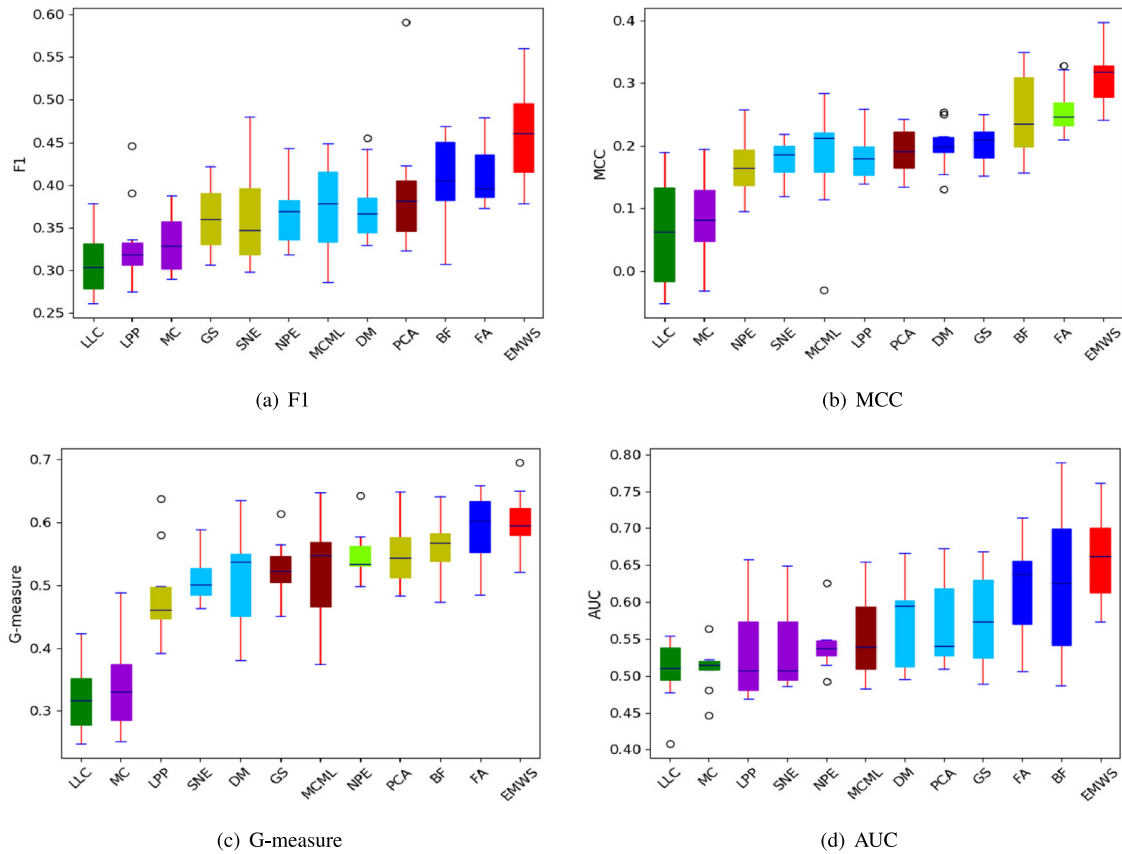 0.60
0.55
0.50
0.45
0.40
0.35
0.30
0.25
F1
LLC LPP MC GS SNE NPE MCML DM PCA BF FA EMWS
(a) F1
0.4
0.3
0.2
0.1
0.0
MCC
LLC MC NPE SNE MCML LPP PCA DM GS BF FA EMWS
(b) MCC
0.7
0.6
0.5
0.4
0.3
G-measure
LLC MC LPP SNE DM GS MCML NPE PCA BF FA EMWS
(c) G-measure
0.80
0.75
0.70
0.65
0.60
0.55
0.50
0.45
0.40
AUC
LLC MC LPP SNE NPE MCML DM PCA GS FA BF EMWS
(d) AUC